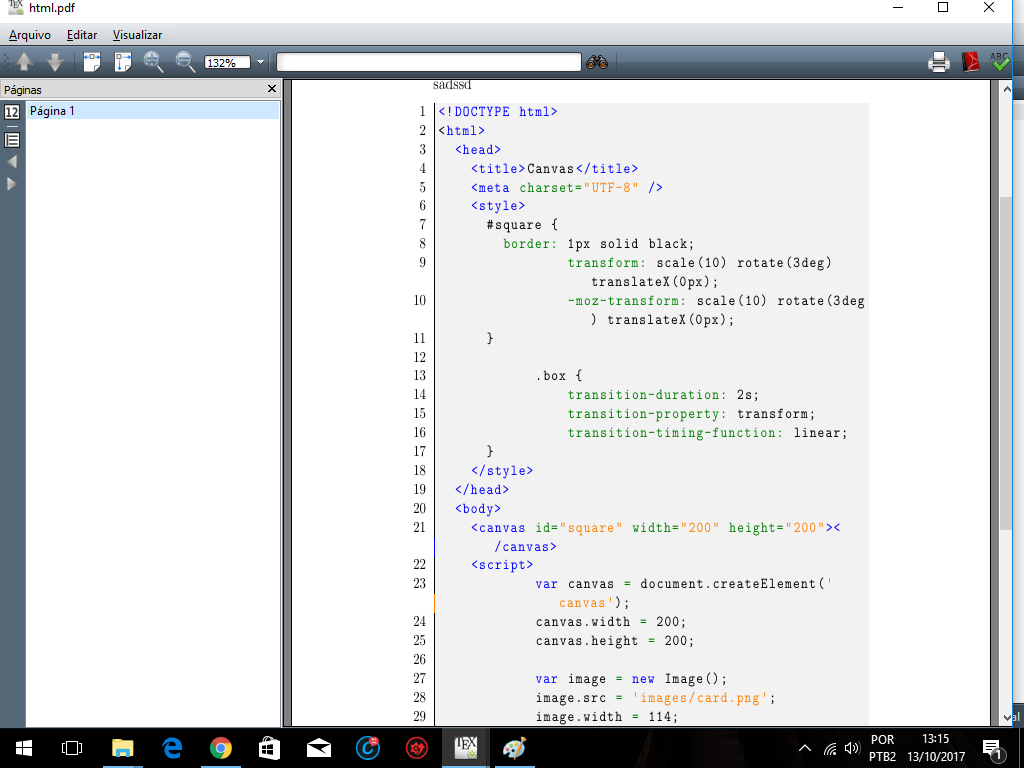 html.pdf
Arquivo Editar Visualizar
132%
ABC
Páginas
12 Página 1
sadssd
1 <!DOCTYPE html>
2 <html>
3 <head>
4 <title>Canvas</title>
5 <meta charset="UTF-8" />
6 <style>
7 #square {
8 border: 1px solid black;
9 transform: scale(10) rotate(3deg)
translateX(0px);
10 -moz-transform: scale(10) rotate(3deg
) translateX(0px);
11 }
12
13 .box {
14 transition-duration: 2s;
15 transition-property: transform;
16 transition-timing-function: linear;
17 }
18 </style>
19 </head>
20 <body>
21 <canvas id="square" width="200" height="200"><
/canvas>
22 <script>
23 var canvas = document.createElement('
canvas');
24 canvas.width = 200;
25 canvas.height = 200;
26
27 var image = new Image();
28 image.src = 'images/card.png';
29 image.width = 114;
al
TEX
POR
PTB2
13:15
13/10/2017
1